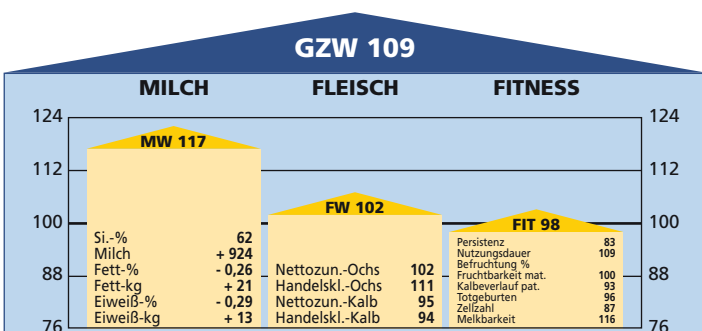 GZW 109
MILCH FLEISCH FITNESS
124 124
MW 117
112 112
FW 102
100 100
FIT 98
Si.-% 62
Milch + 924
Fett-% - 0,26
Fett-kg + 21
Eiweiß-% - 0,29
Eiweiß-kg + 13
Nettozun.-Ochs 102
Handelskl.-Ochs 111
Nettozun.-Kalb 95
Handelskl.-Kalb 94
Persistenz 83
Nutzungsdauer 109
Befruchtung %
Fruchtbarkeit mat. 100
Kalbeverlauf pat. 93
Totgeburten 96
Zellzahl 87
Melkbarkeit 116
88 88
76 76